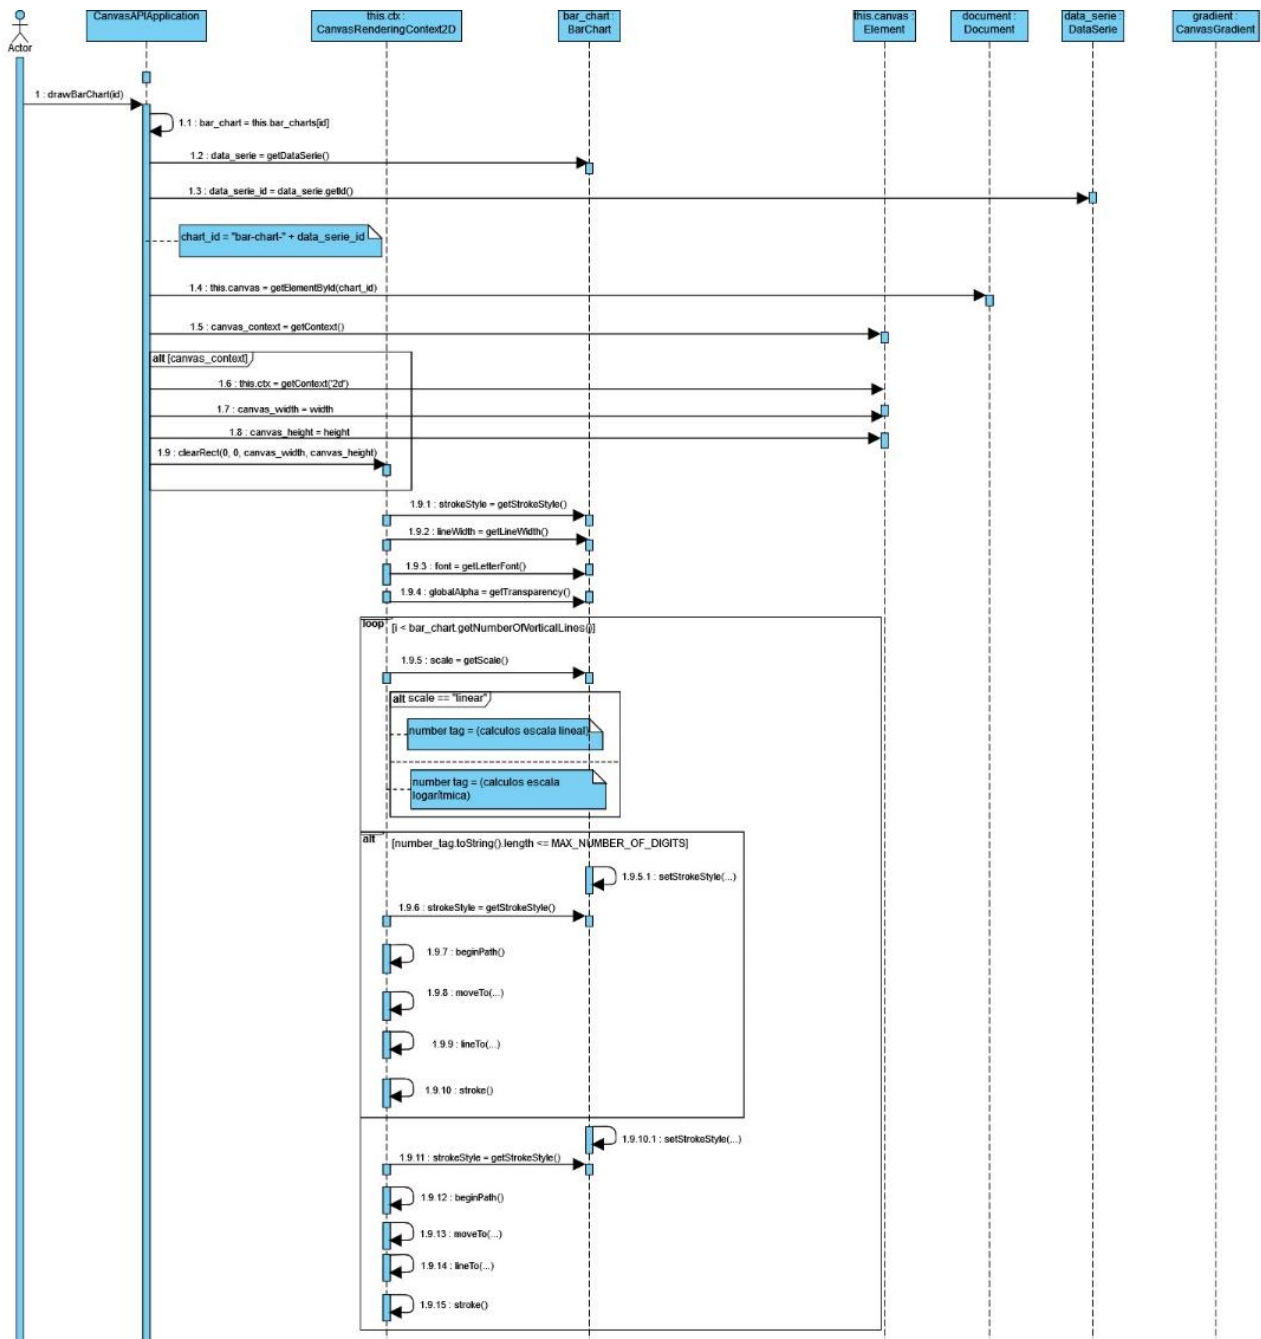 Actor
CanvasAPIApplication
this.ctx :
CanvasRenderingContext2D
bar_chart :
BarChart
this.canvas :
Element
document :
Document
data_serie :
DataSerie
gradient :
CanvasGradient
1 : drawBarChart(id)
1.1 : bar_chart = this.bar_charts[id]
1.2 : data_serie = getDataSerie()
1.3 : data_serie_id = data_serie.getId()
chart_id = "bar-chart-" + data_serie_id
1.4 : this.canvas = getElementById(chart_id)
1.5 : canvas_context = getContext()
alt [canvas_context]
1.6 : this.ctx = getContext('2d')
1.7 : canvas_width = width
1.8 : canvas_height = height
1.9 : clearRect(0, 0, canvas_width, canvas_height)
1.9.1 : strokeStyle = getStrokeStyle()
1.9.2 : lineWidth = getLineWidth()
1.9.3 : font = getLetterFont()
1.9.4 : globalAlpha = getTransparency()
loop [i < bar_chart.getNumberOfVerticalLines()]
1.9.5 : scale = getScale()
alt scale == "linear"
number tag = (calculos escala lineal)
number tag = (calculos escala
logarítmica)
alt [number_tag.toString().length <= MAX_NUMBER_OF_DIGITS]
1.9.5.1 : setStrokeStyle(...)
1.9.6 : strokeStyle = getStrokeStyle()
1.9.7 : beginPath()
1.9.8 : moveTo(...)
1.9.9 : lineTo(...)
1.9.10 : stroke()
1.9.10.1 : setStrokeStyle(...)
1.9.11 : strokeStyle = getStrokeStyle()
1.9.12 : beginPath()
1.9.13 : moveTo(...)
1.9.14 : lineTo(...)
1.9.15 : stroke()